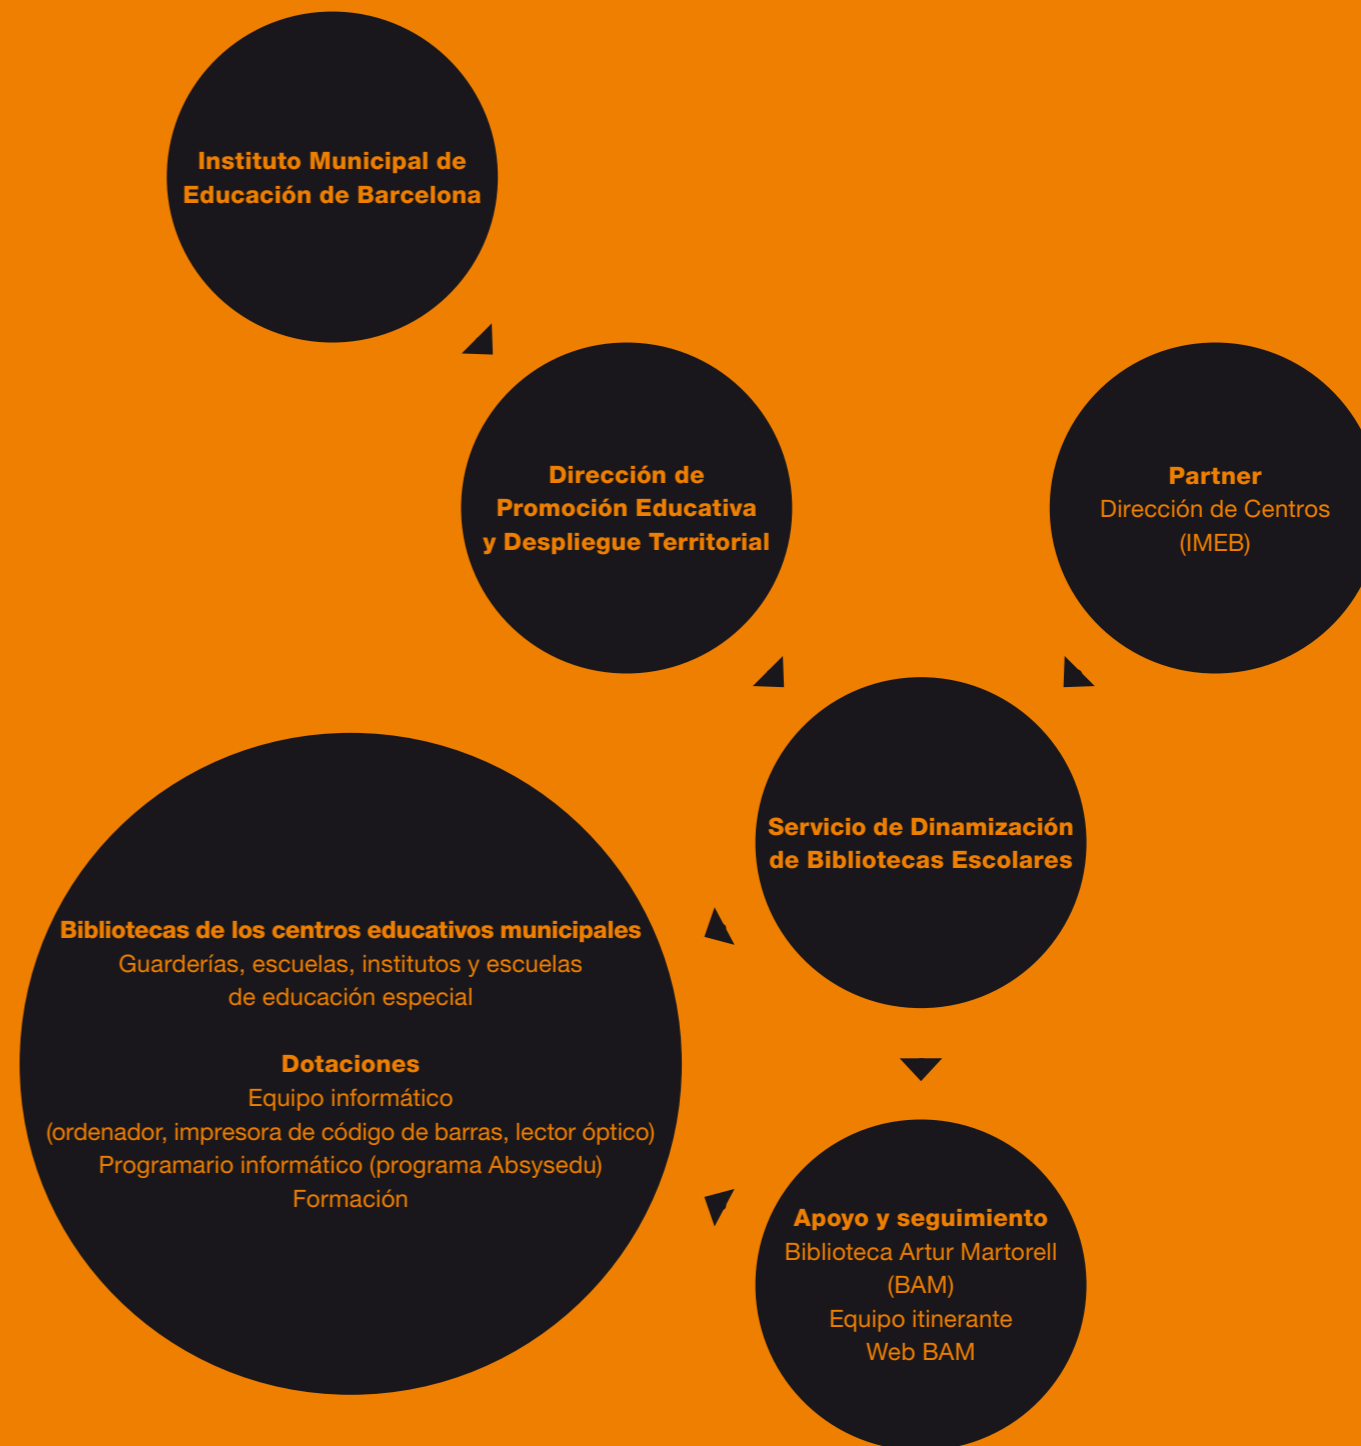 Instituto Municipal de
Educación de Barcelona
Dirección de
Promoción Educativa
y Despliegue Territorial
Partner
Dirección de Centros
(IMEB)
Servicio de Dinamización
de Bibliotecas Escolares
Bibliotecas de los centros educativos municipales
Guarderías, escuelas, institutos y escuelas
de educación especial
Dotaciones
Equipo informático
(ordenador, impresora de código de barras, lector óptico)
Programario informático (programa Absysedu)
Formación
Apoyo y seguimiento
Biblioteca Artur Martorell
(BAM)
Equipo itinerante
Web BAM